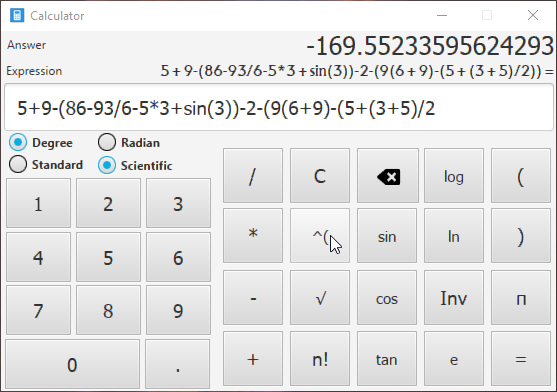 Calculator
Answer
-169.55233595624293
Expression
5+9-(86-93/6-5*3+sin(3))-2-(9(6+9)-(5+(3+5)/2))=
5+9-(86-93/6-5*3+sin(3))-2-(9(6+9)-(5+(3+5)/2
Degree Radian
Standard Scientific
/ C log (
1 2 3
* ^( sin ln )
4 5 6
- √ cos Inv п
7 8 9
+ n! tan e =
0 .